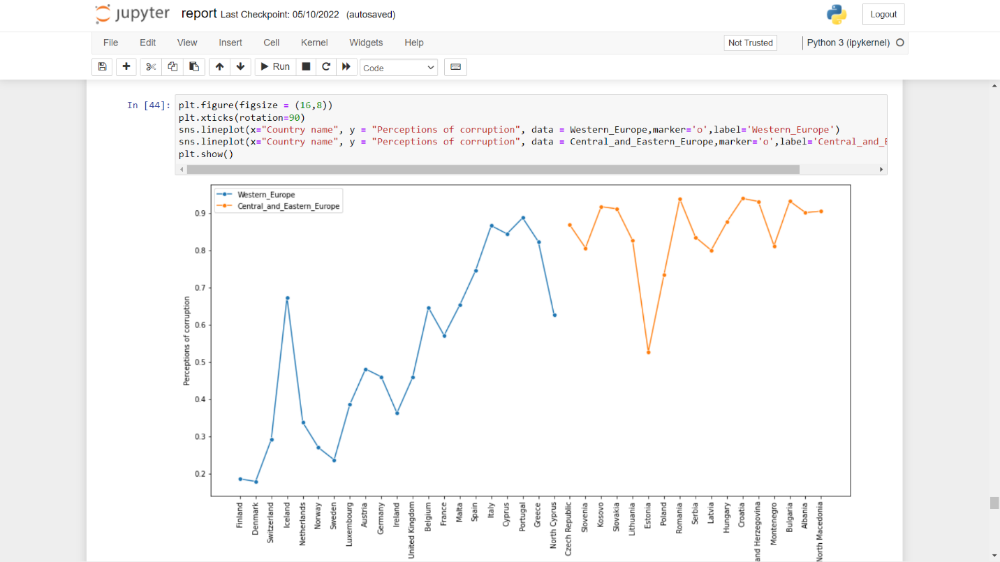 jupyter report Last Checkpoint: 05/10/2022 (autosaved)
Logout
File Edit View Insert Cell Kernel Widgets Help
Not Trusted
Python 3 (ipykernel)
Run
Code
In [44]:
plt.figure(figsize = (16,8))
plt.xticks(rotation=90)
sns.lineplot(x="Country name", y = "Perceptions of corruption", data = Western_Europe,marker='o',label='Western_Europe')
sns.lineplot(x="Country name", y = "Perceptions of corruption", data = Central_and_Eastern_Europe,marker='o',label='Central_and_E
plt.show()
Western_Europe
Central_and_Eastern_Europe
0.9
0.8
0.7
0.6
0.5
0.4
0.3
0.2
Perceptions of corruption
Finland
Denmark
Switzerland
Iceland
Netherlands
Norway
Sweden
Luxembourg
Austria
Germany
Ireland
United Kingdom
Belgium
France
Malta
Spain
Italy
Cyprus
Portugal
Greece
North Cyprus
Czech Republic
Slovenia
Kosovo
Slovakia
Lithuania
Estonia
Poland
Romania
Serbia
Latvia
Hungary
Croatia
and Herzegovina
Montenegro
Bulgaria
Albania
North Macedonia